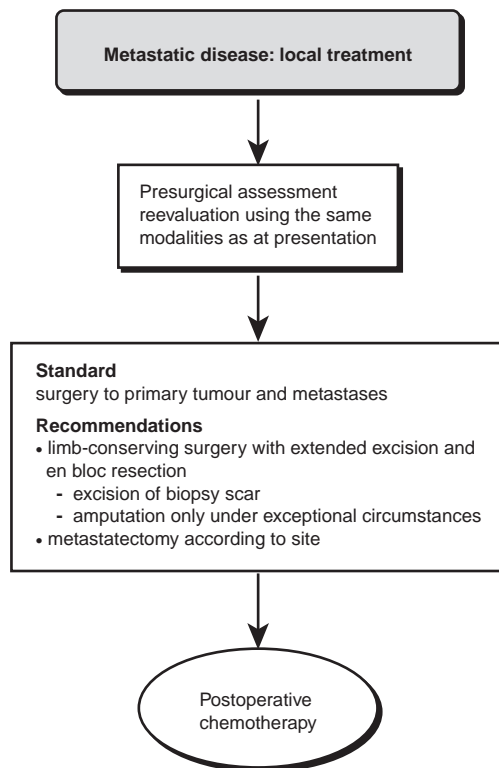 Metastatic disease: local treatment
Presurgical assessment
reevaluation using the same
modalities as at presentation
Standard
surgery to primary tumour and metastases
Recommendations
• limb-conserving surgery with extended excision and
en bloc resection
- excision of biopsy scar
- amputation only under exceptional circumstances
• metastatectomy according to site
Postoperative
chemotherapy